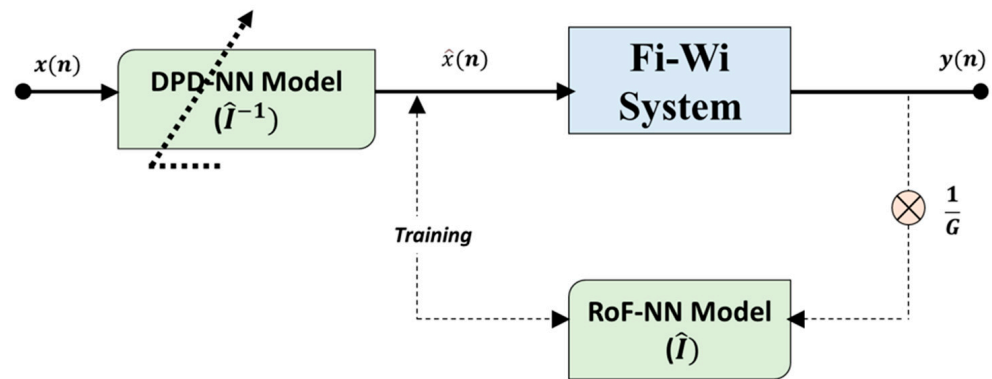 x(n)
DPD-NN Model
(Î⁻¹)
x̂(n)
Fi-Wi
System
y(n)
Training
1
G
RoF-NN Model
(Î)